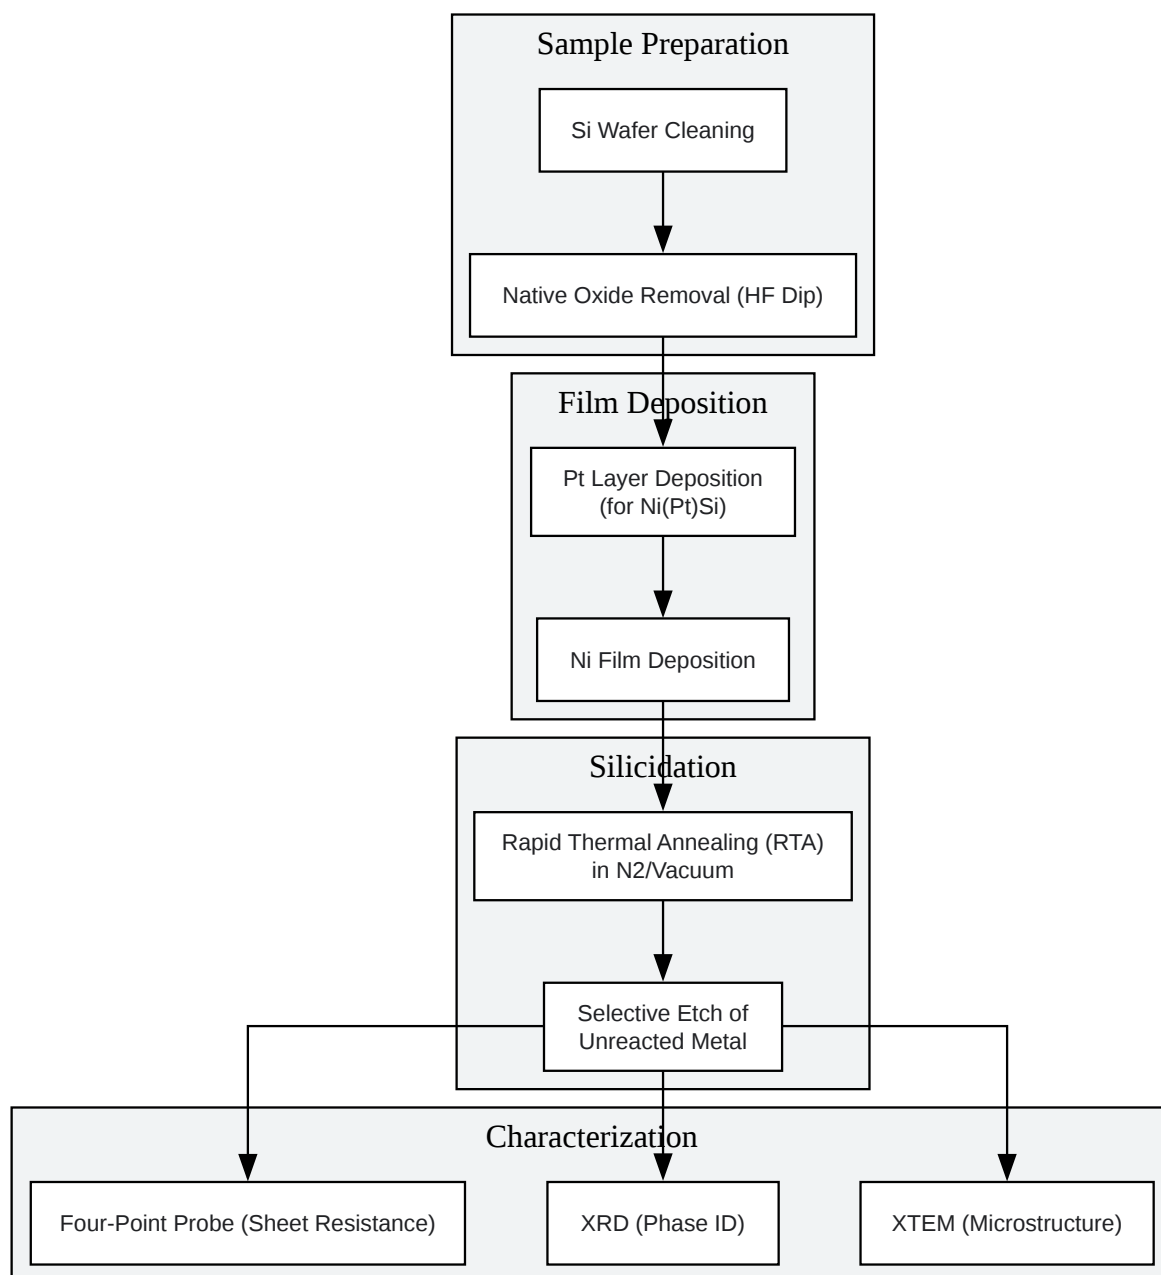 Sample Preparation
Si Wafer Cleaning
Native Oxide Removal (HF Dip)
Film Deposition
Pt Layer Deposition
(for Ni(Pt)Si)
Ni Film Deposition
Silicidation
Rapid Thermal Annealing (RTA)
in N2/Vacuum
Selective Etch of
Unreacted Metal
Characterization
Four-Point Probe (Sheet Resistance)
XRD (Phase ID)
XTEM (Microstructure)